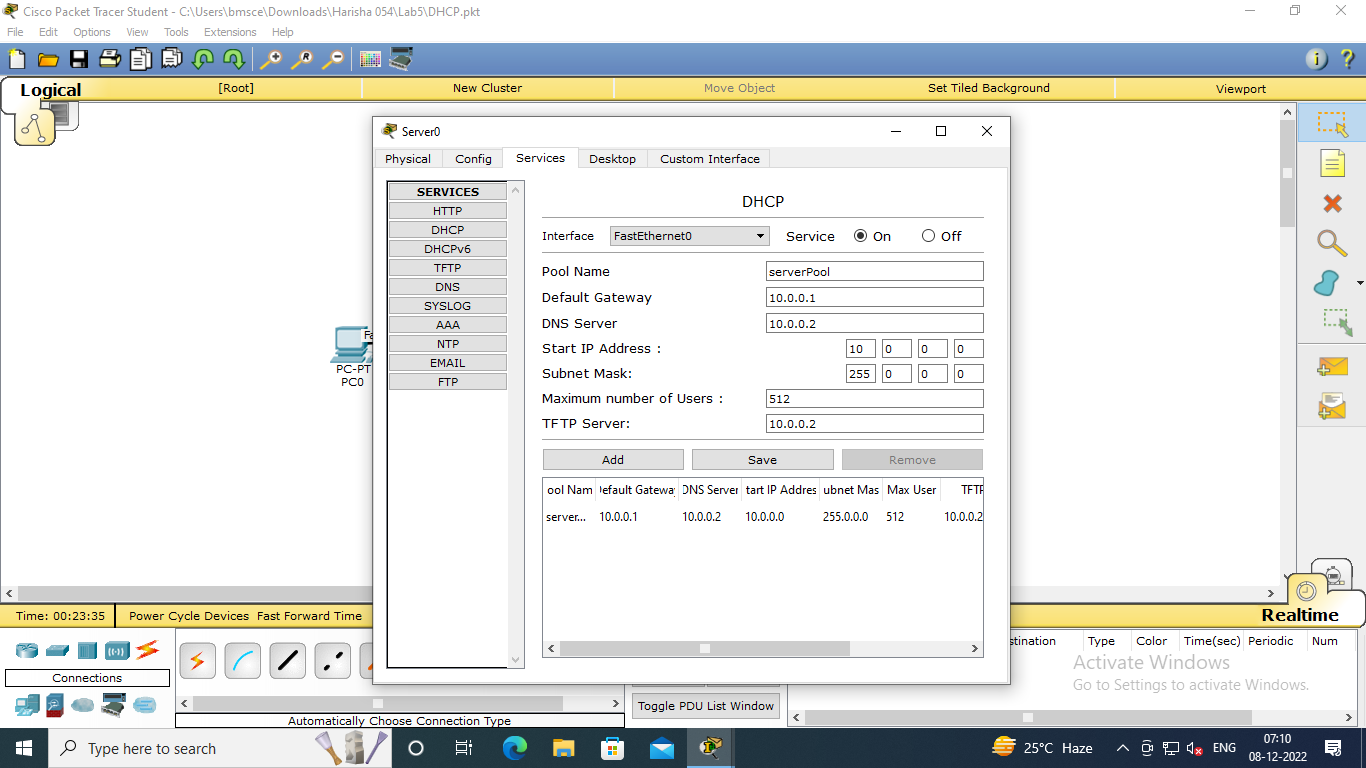 Cisco Packet Tracer Student - C:\Users\bmsce\Downloads\Harisha 054\Lab5\DHCP.pkt
File Edit Options View Tools Extensions Help
Logical [Root] New Cluster Move Object Set Tiled Background Viewport
Server0
Physical Config Services Desktop Custom Interface
SERVICES
HTTP
DHCP
DHCPv6
TFTP
DNS
SYSLOG
AAA
NTP
EMAIL
FTP
DHCP
Interface FastEthernet0 Service On Off
Pool Name serverPool
Default Gateway 10.0.0.1
DNS Server 10.0.0.2
Start IP Address : 10 0 0 0
Subnet Mask: 255 0 0 0
Maximum number of Users : 512
TFTP Server: 10.0.0.2
Add Save Remove
ool Nam efault Gateway DNS Server tart IP Addres ubnet Mas Max User TFTP
server... 10.0.0.1 10.0.0.2 10.0.0.0 255.0.0.0 512 10.0.0.2
Fa
PC-PT
PC0
Time: 00:23:35 Power Cycle Devices Fast Forward Time Realtime
Connections
Automatically Choose Connection Type
Toggle PDU List Window
stination Type Color Time(sec) Periodic Num
Activate Windows
Go to Settings to activate Windows.
Type here to search
25°C Haze ENG 07:10
08-12-2022